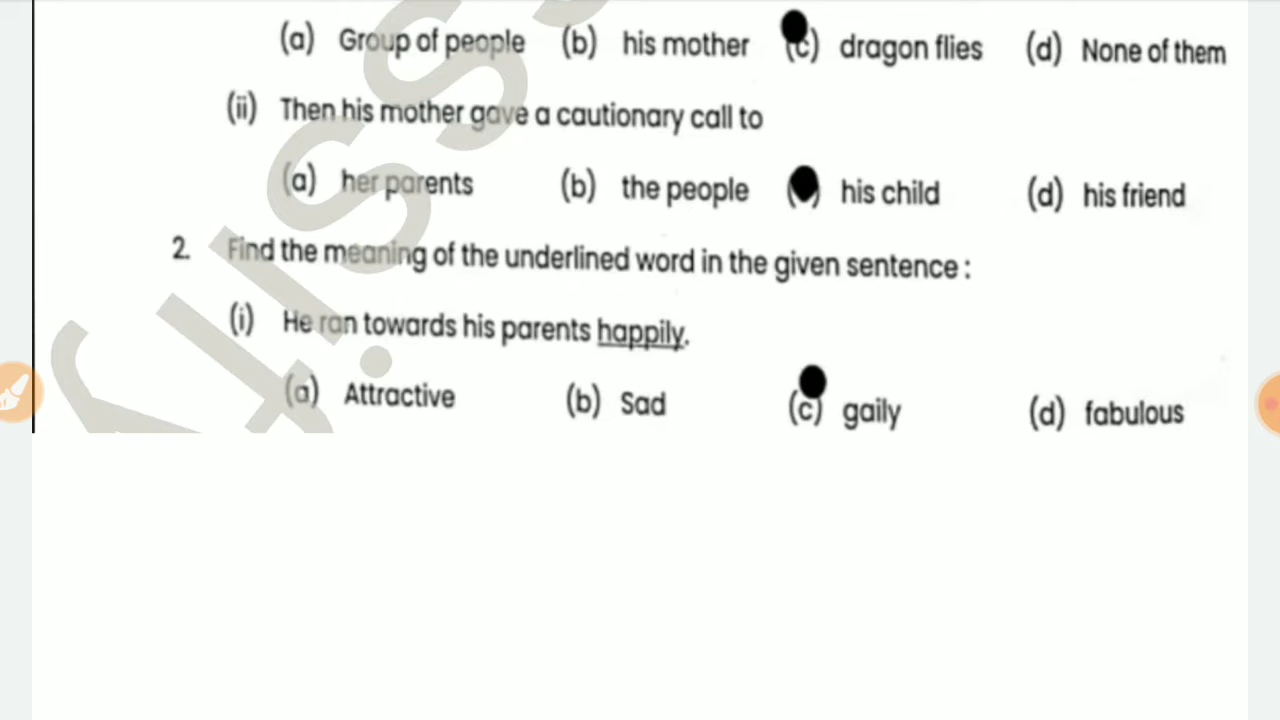 (a) Group of people (b) his mother (c) dragon flies (d) None of them
(ii) Then his mother gave a cautionary call to
(a) her parents (b) the people ( ) his child (d) his friend
2. Find the meaning of the underlined word in the given sentence :
(i) He ran towards his parents happily.
(a) Attractive (b) Sad (c) gaily (d) fabulous